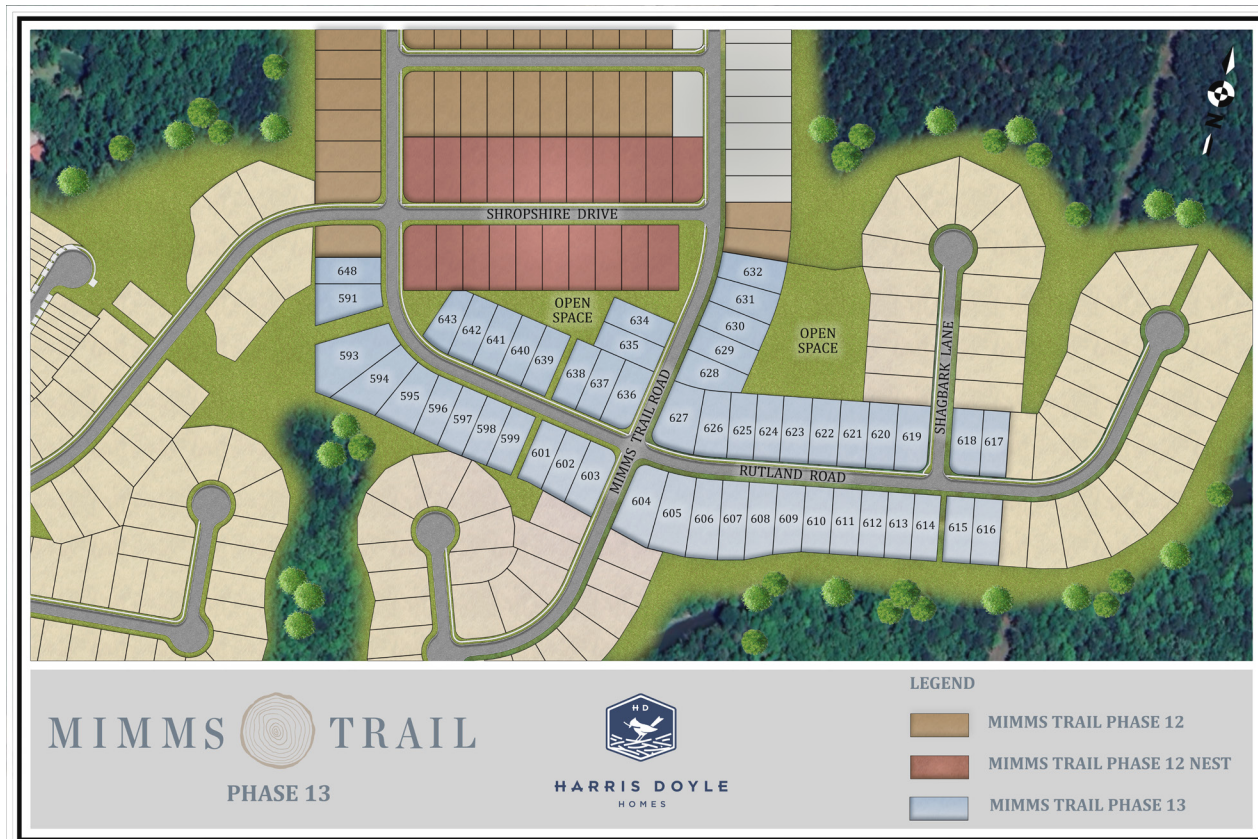 N
SHROPSHIRE DRIVE
648
591
632
631
630
629
628
OPEN
SPACE
OPEN
SPACE
634
635
643
642
641
640
639
638
637
636
593
594
595
596
597
598
599
601
602
603
MIMMS TRAIL ROAD
SHAGBARK LANE
627
626
625
624
623
622
621
620
619
618
617
RUTLAND ROAD
604
605
606
607
608
609
610
611
612
613
614
615
616
MIMMS TRAIL
PHASE 13
HD
HARRIS DOYLE
HOMES
LEGEND
MIMMS TRAIL PHASE 12
MIMMS TRAIL PHASE 12 NEST
MIMMS TRAIL PHASE 13